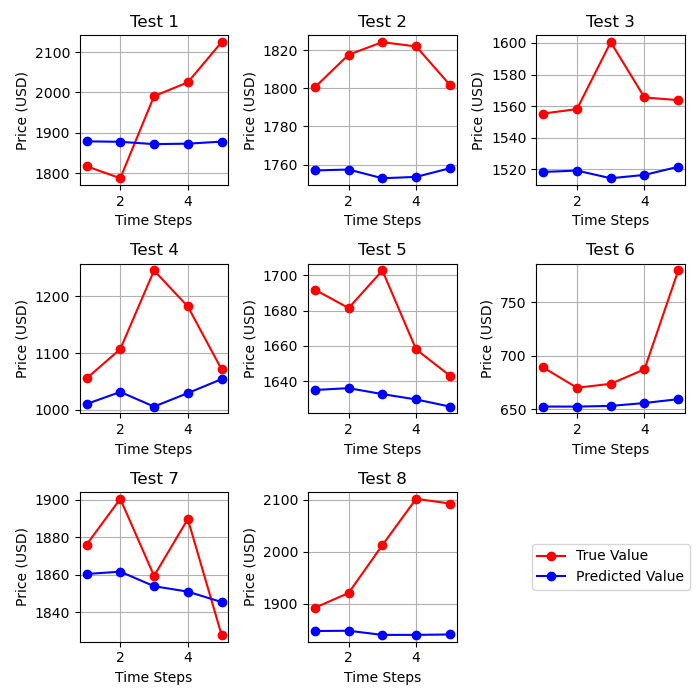 Test 1
Price (USD)
2100
2000
1900
1800
2
4
Time Steps
Test 2
Price (USD)
1820
1800
1780
1760
2
4
Time Steps
Test 3
Price (USD)
1600
1580
1560
1540
1520
2
4
Time Steps
Test 4
Price (USD)
1200
1100
1000
2
4
Time Steps
Test 5
Price (USD)
1700
1680
1660
1640
2
4
Time Steps
Test 6
Price (USD)
750
700
650
2
4
Time Steps
Test 7
Price (USD)
1900
1880
1860
1840
2
4
Time Steps
Test 8
Price (USD)
2100
2000
1900
2
4
Time Steps
True Value
Predicted Value